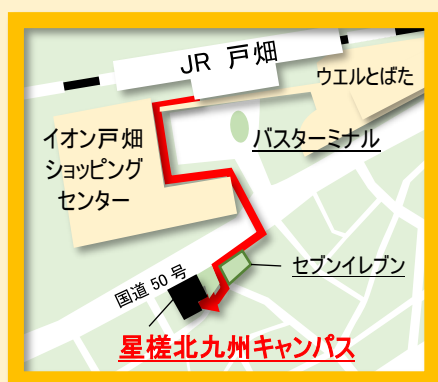 JR 戸畑
ウエルとばた
イオン戸畑
ショッピング
センター
バスターミナル
セブンイレブン
国道 50 号
星槎北九州キャンパス